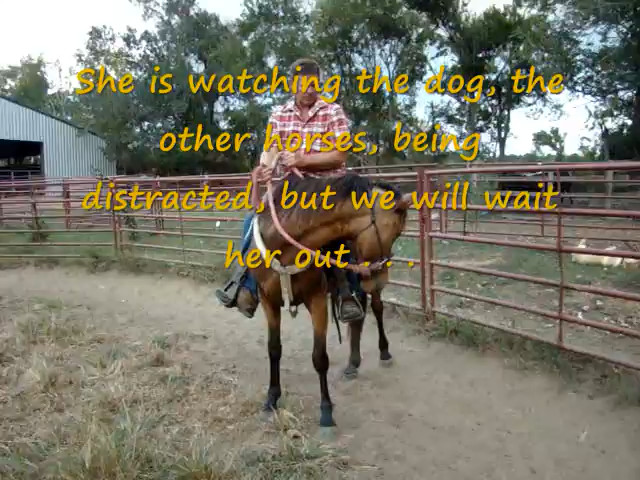 She is watching the dog, the
other horses, being
distracted, but we will wait
her out . . .